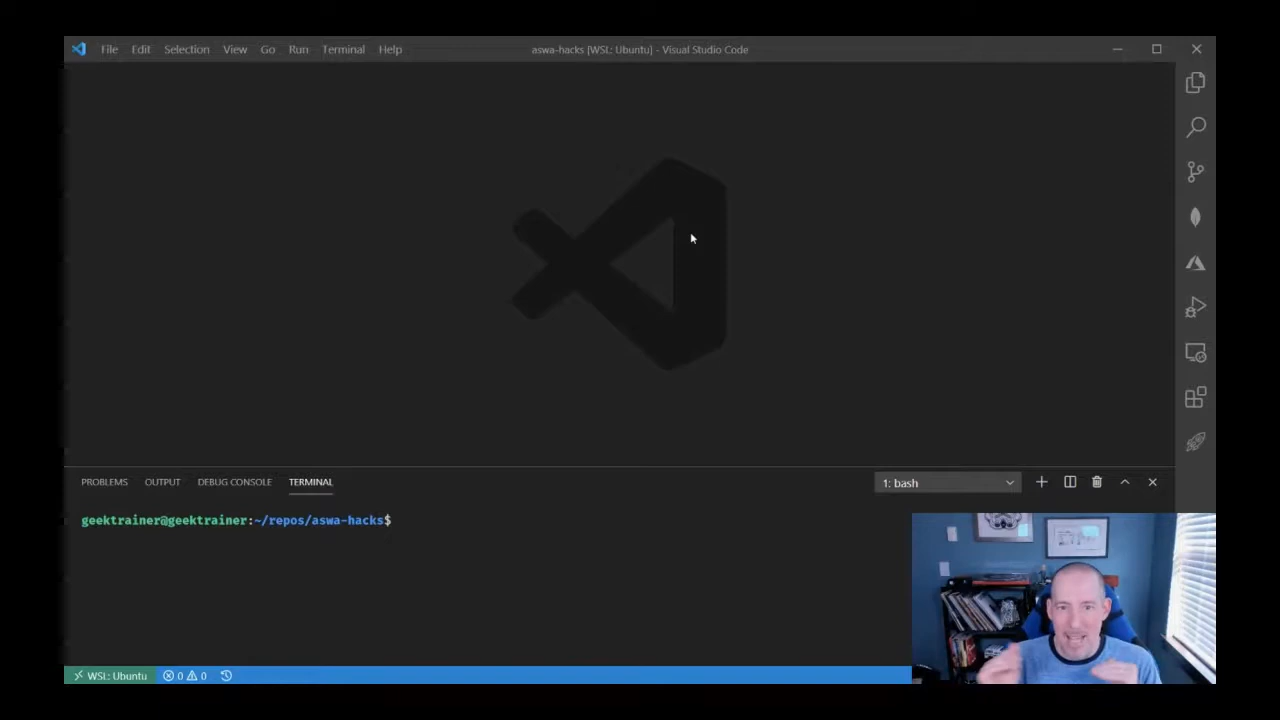 File Edit Selection View Go Run Terminal Help
aswa-hacks [WSL: Ubuntu] - Visual Studio Code
PROBLEMS OUTPUT DEBUG CONSOLE TERMINAL
1: bash
geektrainer@geektrainer:~/repos/aswa-hacks$
WSL: Ubuntu 0 0